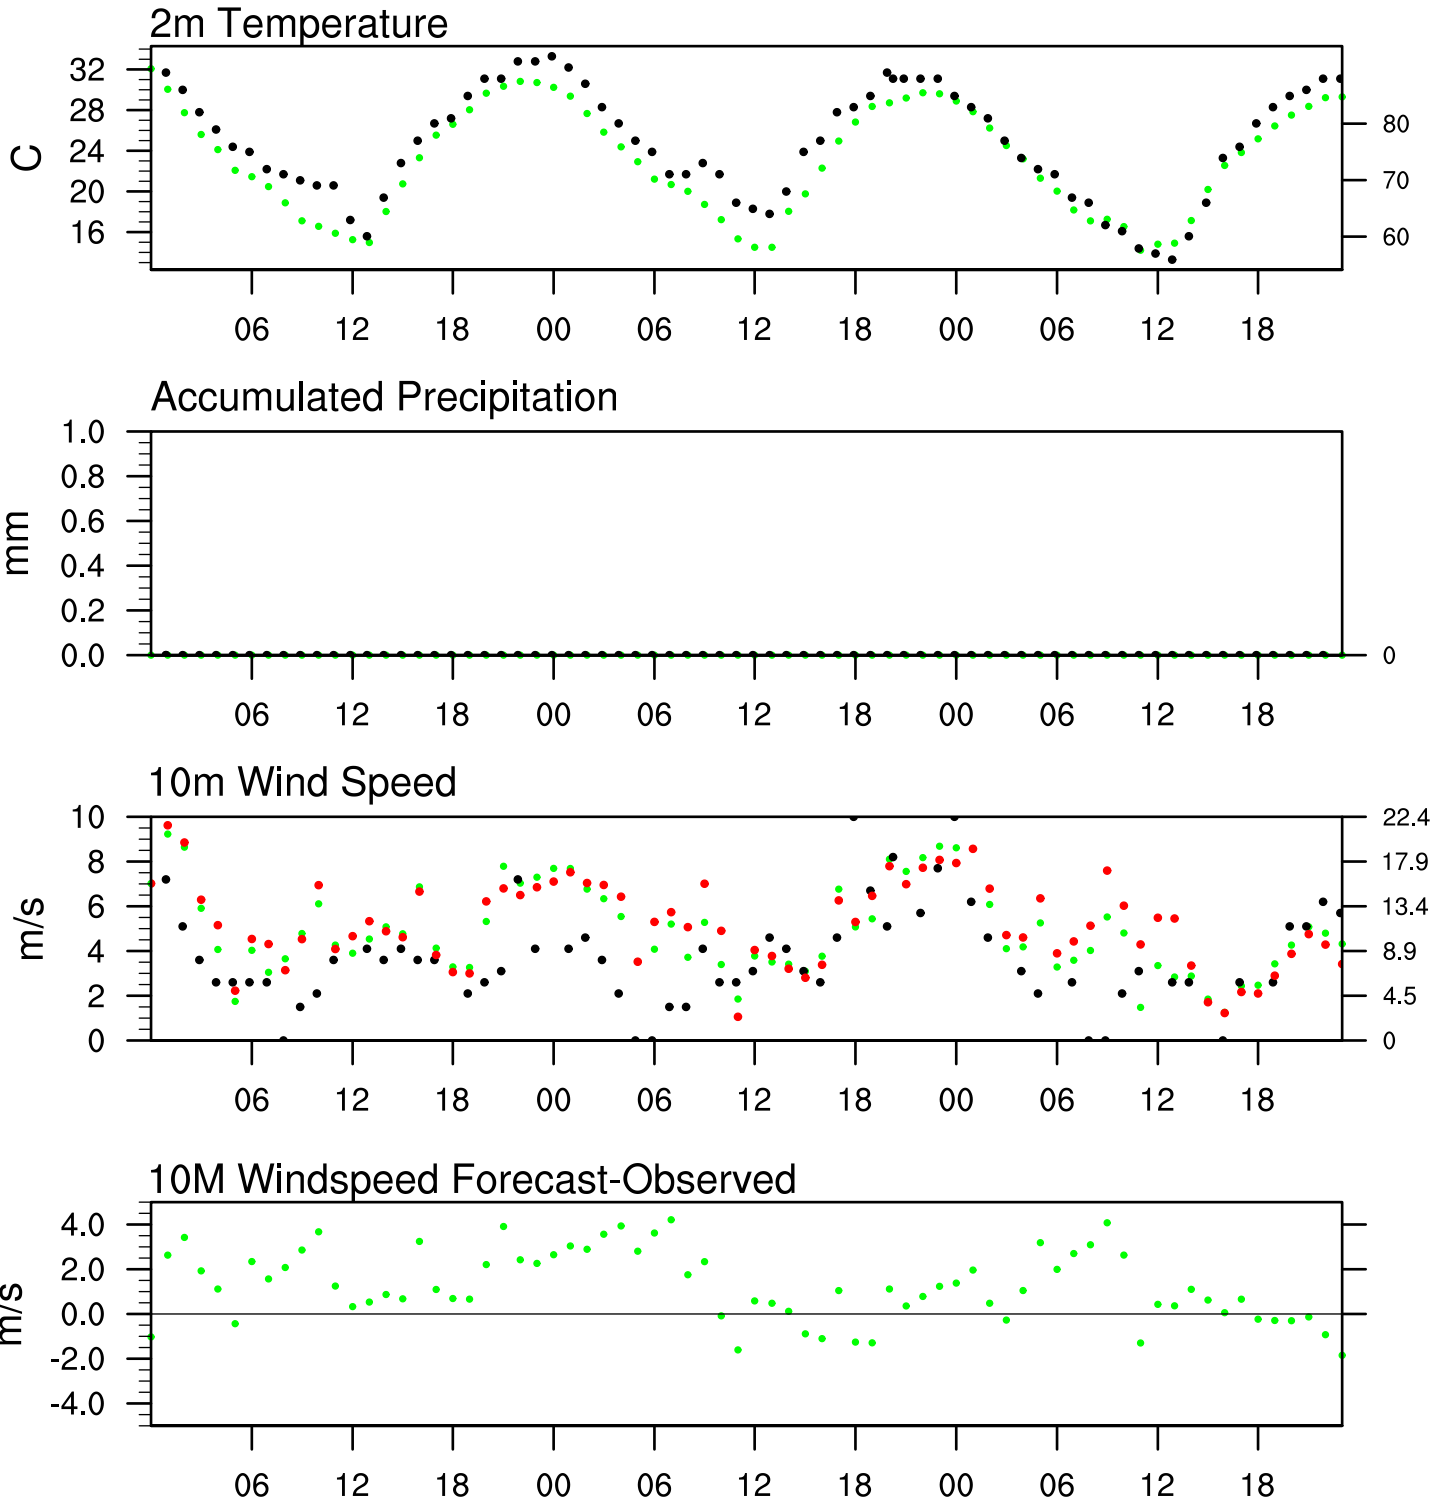 2m Temperature
32
28
24
20
16
C
80
70
60
06 12 18 00 06 12 18 00 06 12 18
Accumulated Precipitation
1.0
0.8
0.6
0.4
0.2
0.0
mm
0
06 12 18 00 06 12 18 00 06 12 18
10m Wind Speed
10
8
6
4
2
0
m/s
22.4
17.9
13.4
8.9
4.5
0
06 12 18 00 06 12 18 00 06 12 18
10M Windspeed Forecast-Observed
4.0
2.0
0.0
-2.0
-4.0
m/s
06 12 18 00 06 12 18 00 06 12 18